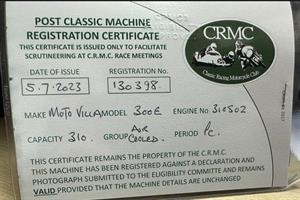 POST CLASSIC MACHINE
REGISTRATION CERTIFICATE
THIS CERTIFICATE IS ISSUED ONLY TO FACILITATE
SCRUTINEERING AT C.R.M.C. RACE MEETINGS
CRMC
Classic Racing Motorcycle Club
DATE OF ISSUE
REGISTRATION No.
5.7.2023
130398.
MAKE MOTO VILLA MODEL 300E ENGINE No 310502
CAPACITY 310. GROUP AIR COOLED. PERIOD PC.
THIS CERTIFICATE REMAINS THE PROPERTY OF THE C.R.M.C.
THIS MACHINE HAS BEEN REGISTERED AGAINST A DECLARATION AND
PHOTOGRAPH SUBMITTED TO THE ELIGIBILITY COMMITTEE AND REMAINS
VALID PROVIDED THAT THE MACHINE DETAILS ARE UNCHANGED